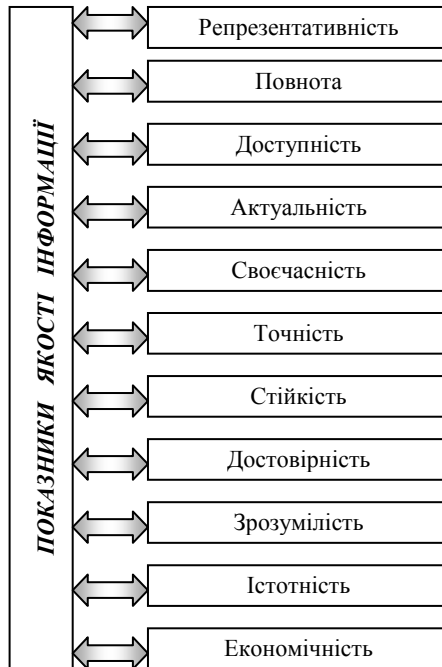 ПОКАЗНИКИ ЯКОСТІ ІНФОРМАЦІЇ
Репрезентативність
Повнота
Доступність
Актуальність
Своєчасність
Точність
Стійкість
Достовірність
Зрозумілість
Істотність
Економічність